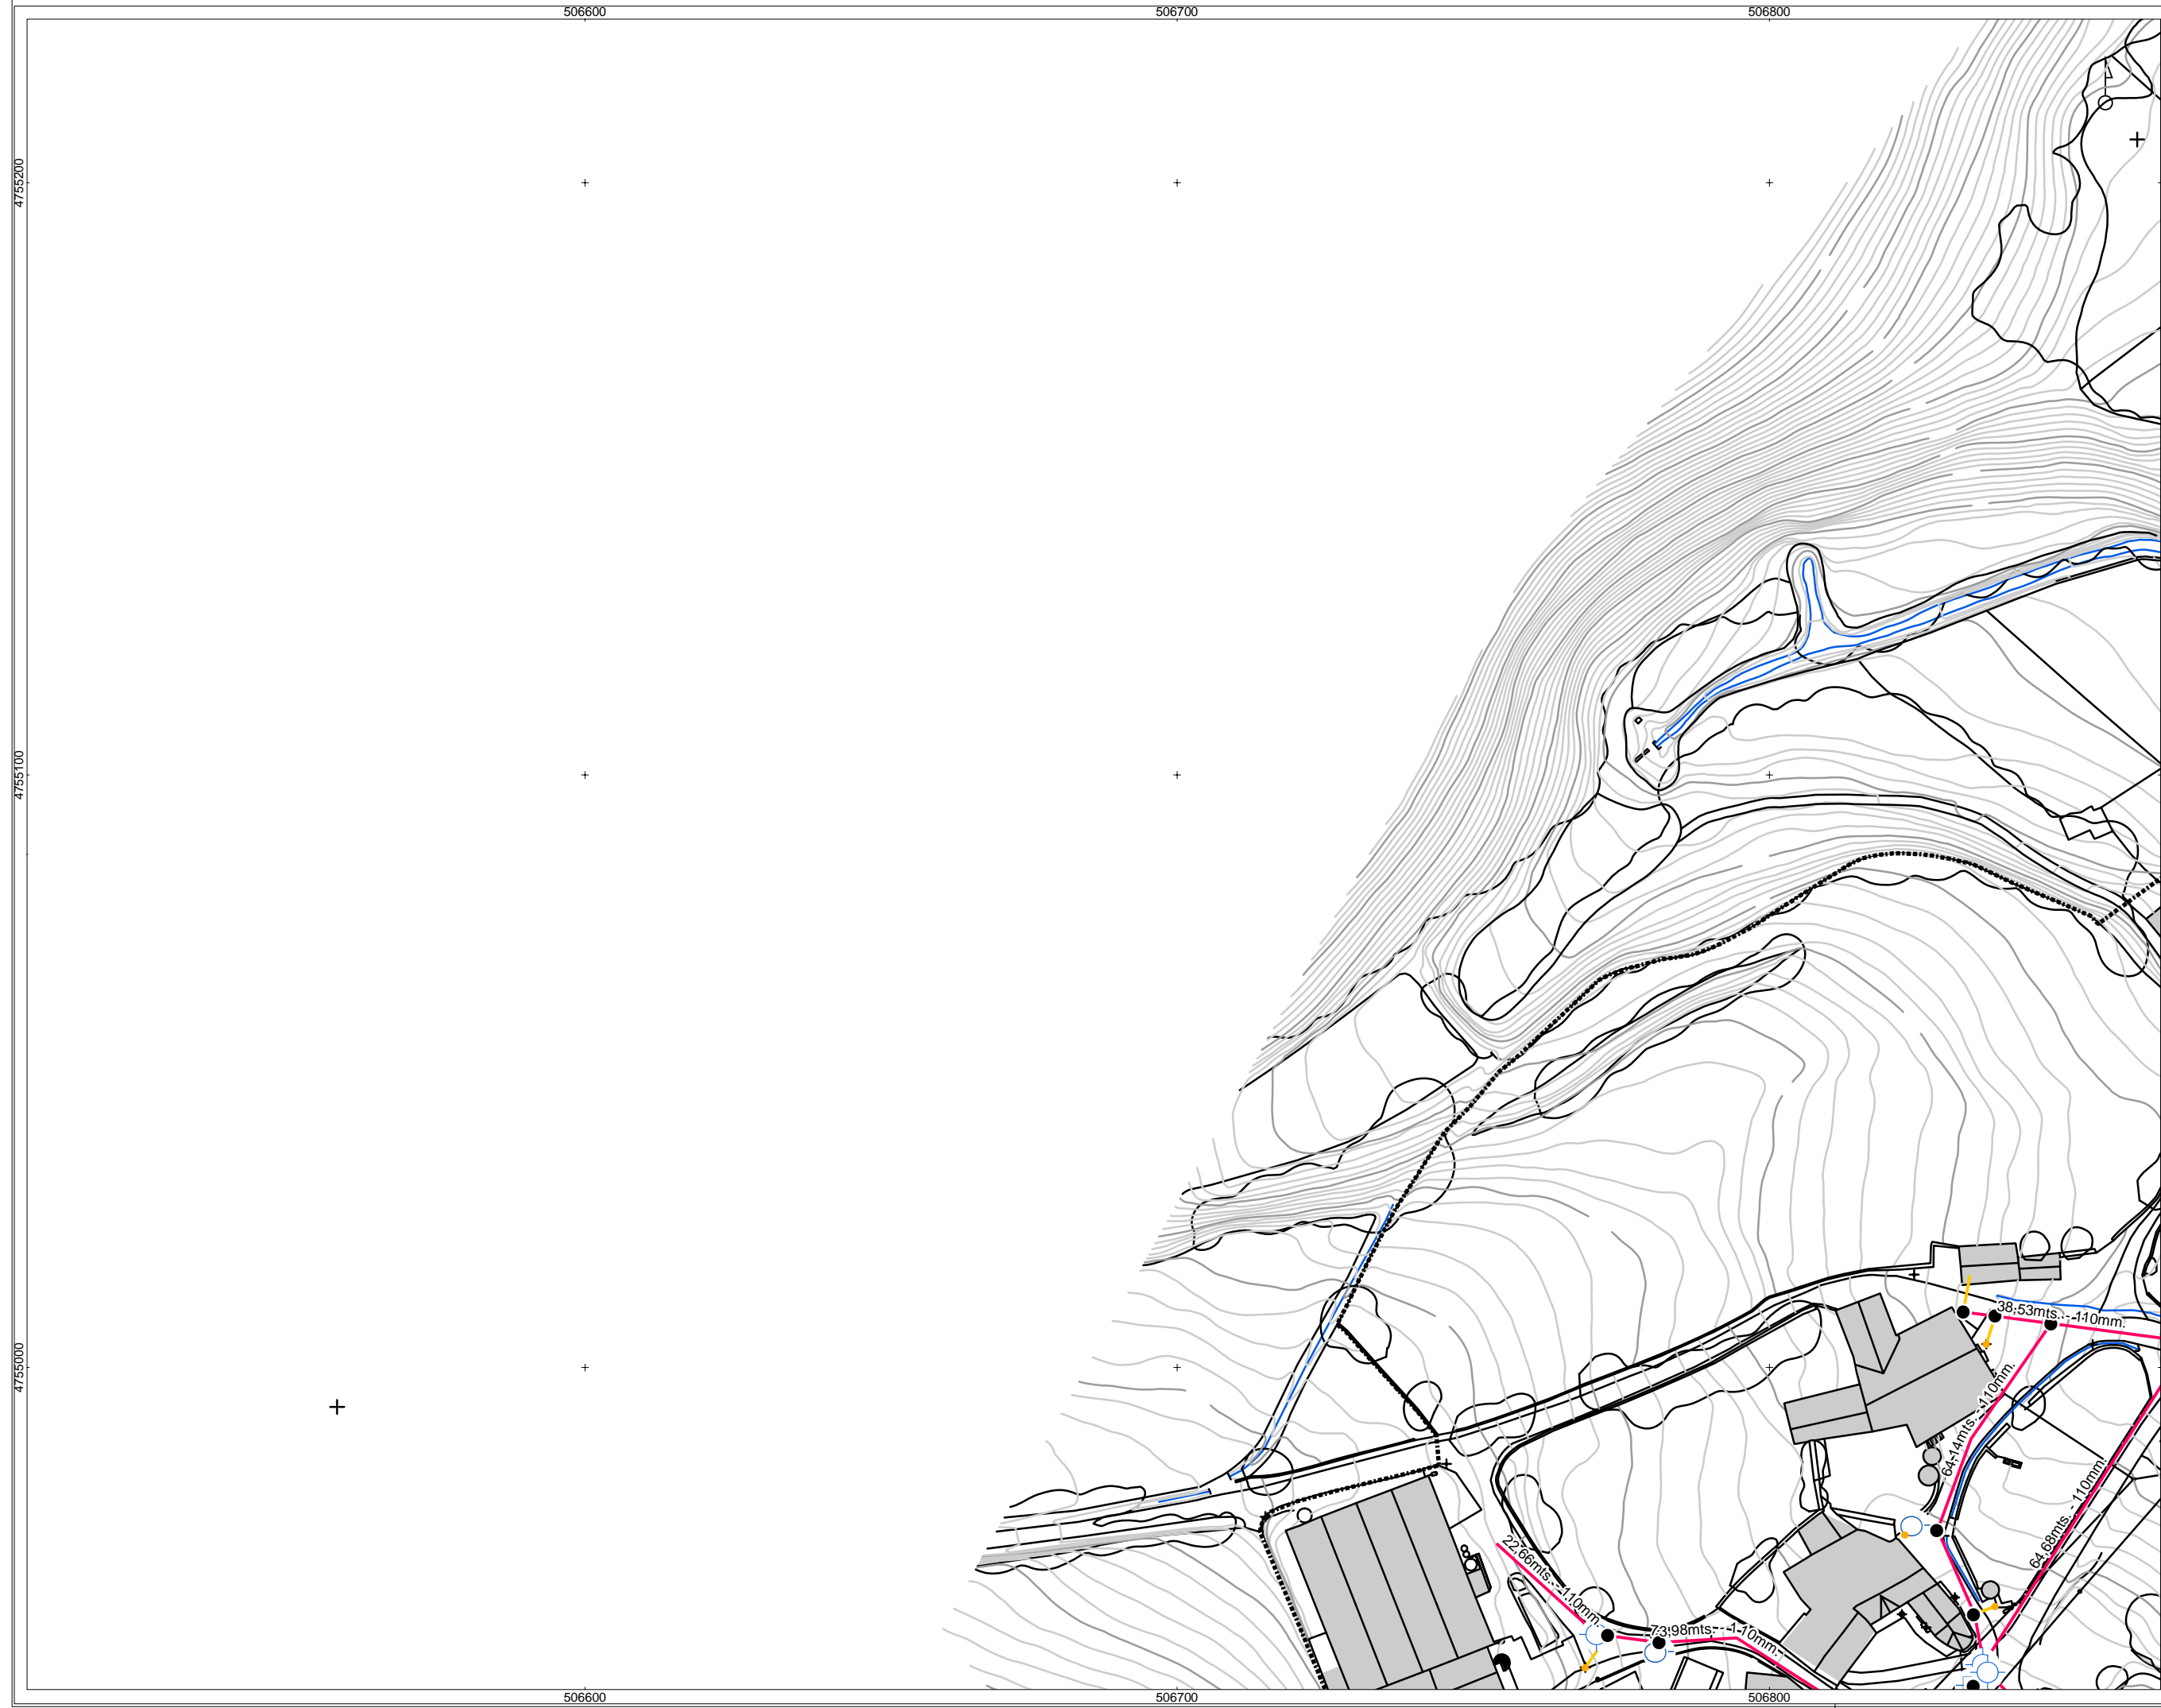 506600 506700 506800
4755200
4755100
4755000
38,53mts. - 110mm.
64,14mts. - 110mm.
64,68mts. - 110mm.
22,66mts. - 110mm.
73,98mts. - 110mm.
506600 506700 506800